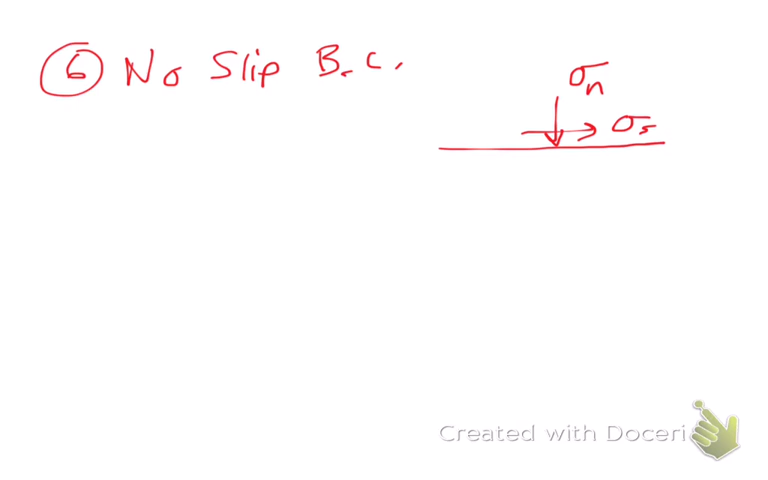 6 No Slip B.C.
σn
σs
Created with Doceri